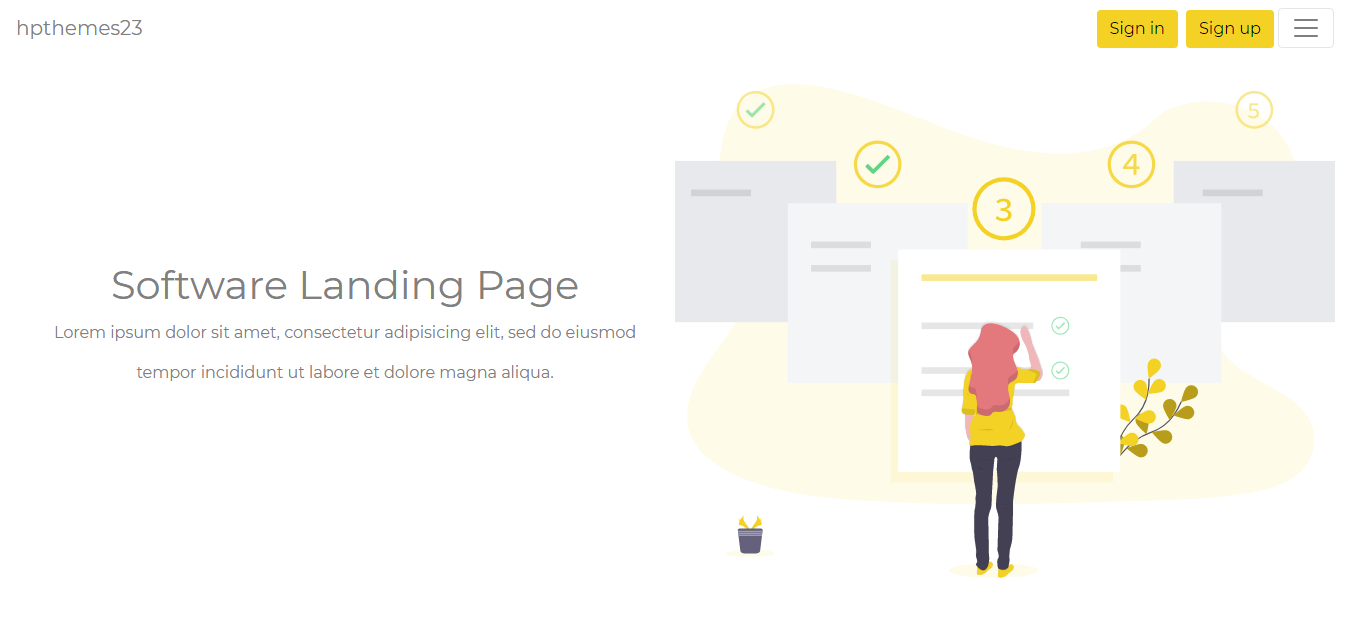 hpthemes23
Sign in
Sign up
5
4
3
Software Landing Page
Lorem ipsum dolor sit amet, consectetur adipisicing elit, sed do eiusmod
tempor incididunt ut labore et dolore magna aliqua.